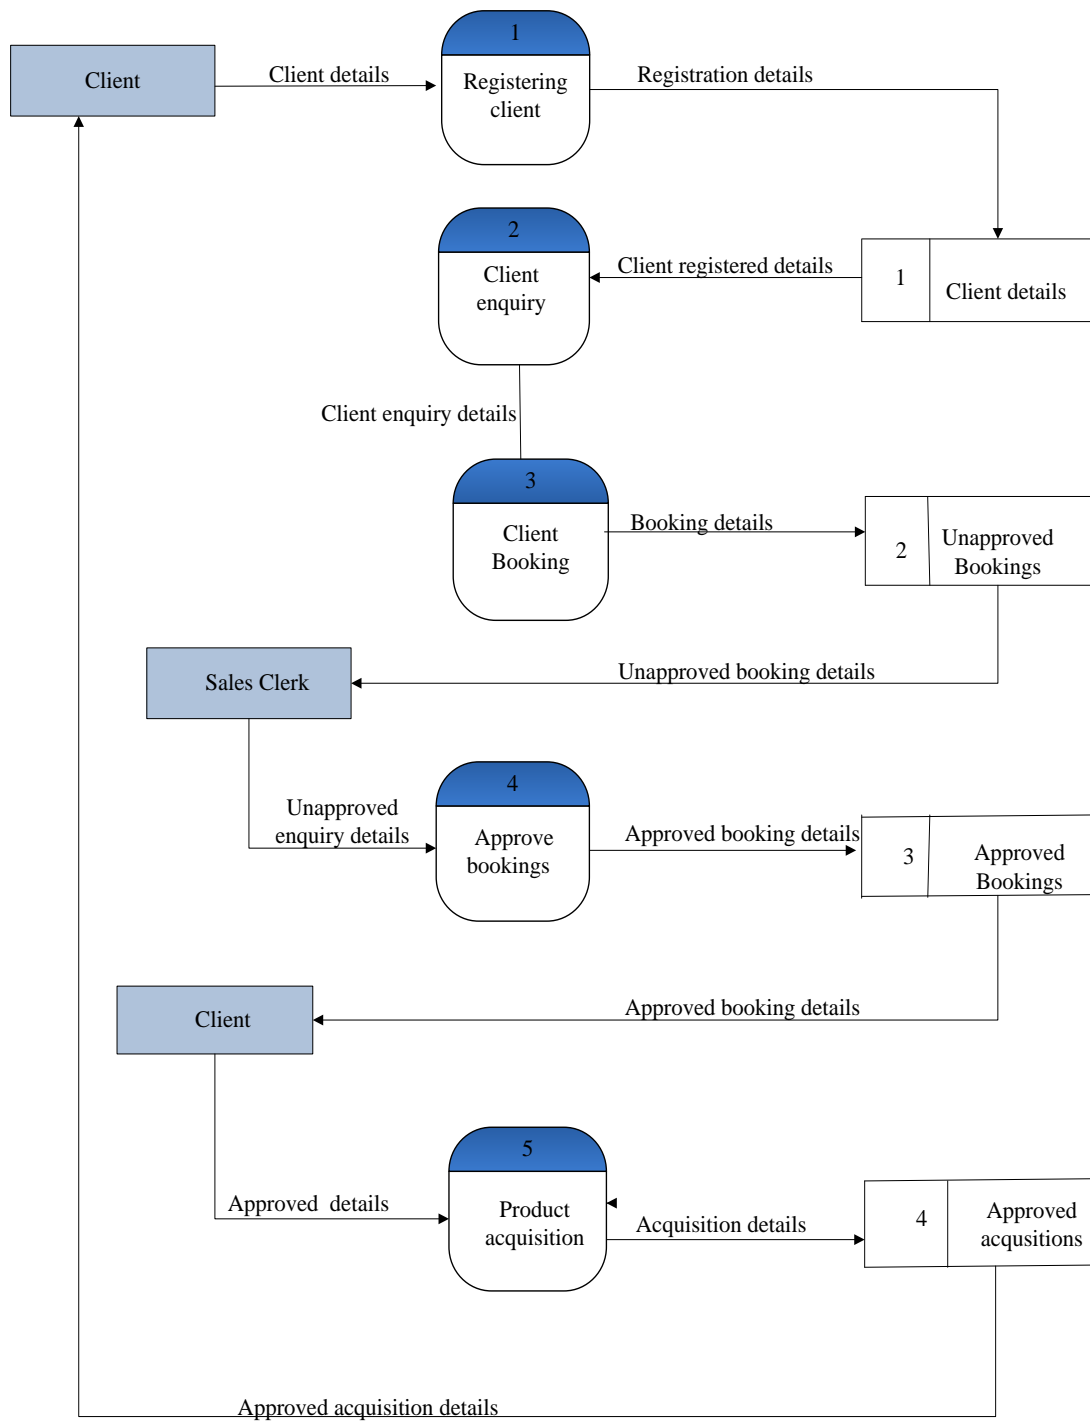 1
Client
Client details
Registering
client
Registration details
2
Client
enquiry
Client registered details
1
Client details
Client enquiry details
3
Client
Booking
Booking details
2
Unapproved
Bookings
Sales Clerk
Unapproved booking details
4
Unapproved
enquiry details
Approve
bookings
Approved booking details
3
Approved
Bookings
Client
Approved booking details
5
Approved details
Product
acquisition
Acquisition details
4
Approved
acqusitions
Approved acquisition details